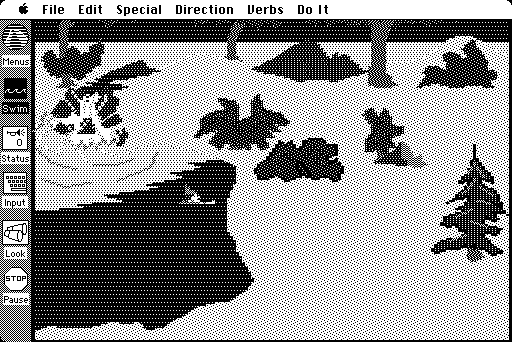 File Edit Special Direction Verbs Do It
Menus
Swim
0
Status
Input
Look
STOP
Pause